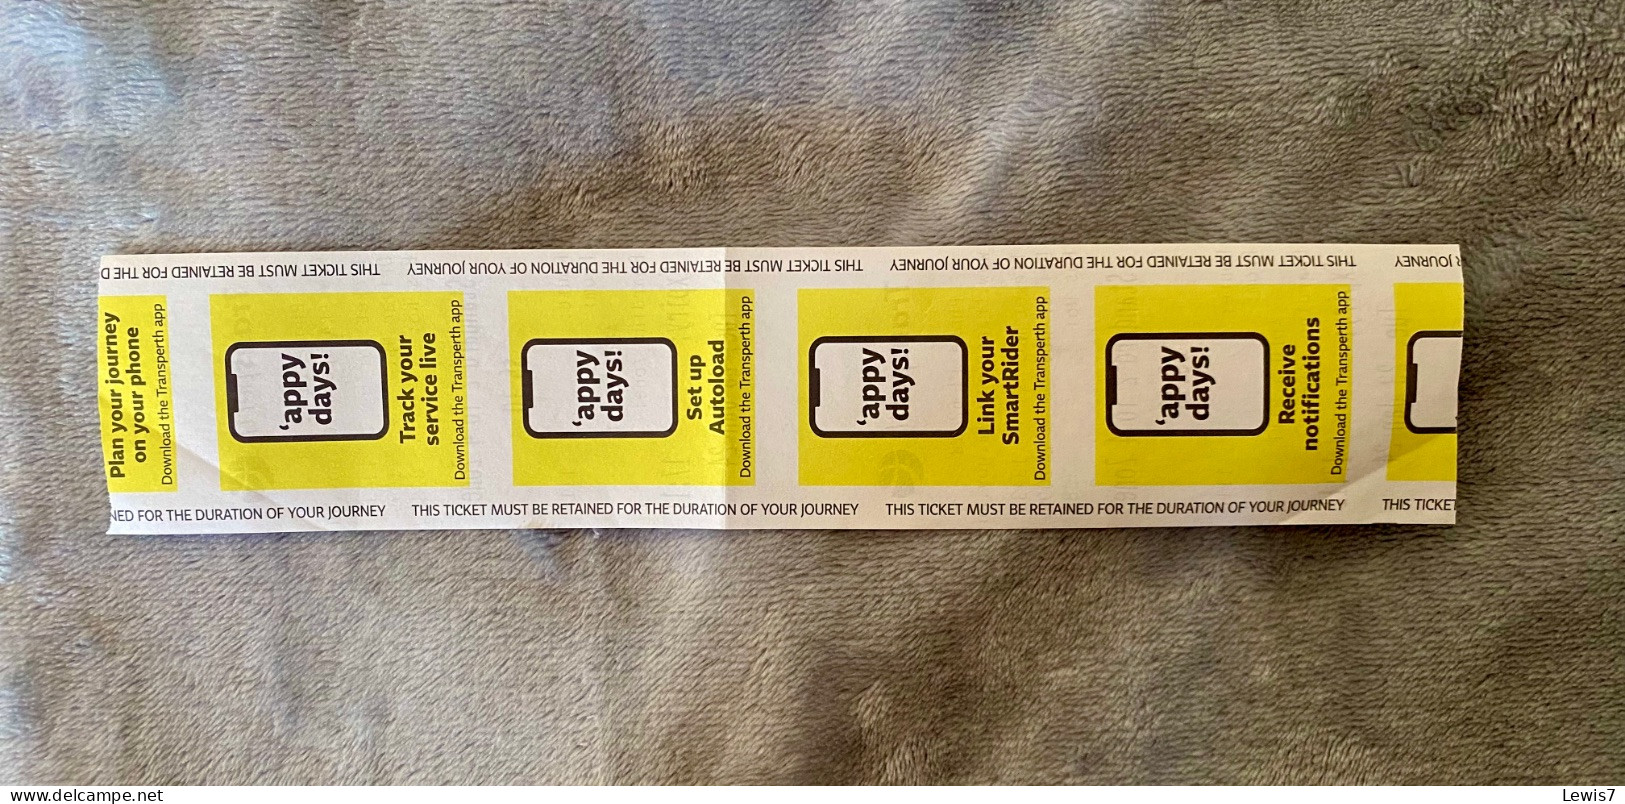 R JOURNEY
THIS TICKET MUST BE RETAINED FOR THE DURATION OF YOUR JOURNEY
THIS TICKET MUST BE RETAINED FOR THE DURATION OF YOUR JOURNEY
THIS TICKET MUST BE RETAINED FOR THE D
Plan your journey
on your phone
Download the Transperth app
'appy
days!
Track your
service live
Download the Transperth app
'appy
days!
Set up
Autoload
Download the Transperth app
'appy
days!
Link your
SmartRider
Download the Transperth app
'appy
days!
Receive
notifications
Download the Transperth app
NED FOR THE DURATION OF YOUR JOURNEY
THIS TICKET MUST BE RETAINED FOR THE DURATION OF YOUR JOURNEY
THIS TICKET MUST BE RETAINED FOR THE DURATION OF YOUR JOURNEY
THIS TICKET
www.delcampe.net
Lewis7